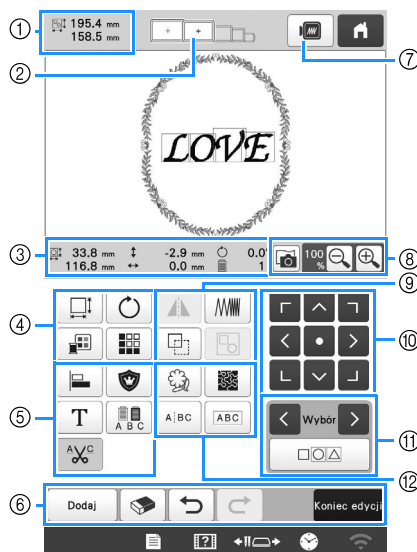 ① 195.4 mm
158.5 mm
②
⑦
LOVE
③ 33.8 mm -2.9 mm 0.0°
116.8 mm 0.0 mm 1
100 %
⑧
⑨
④
⑩
⑤
T A B C
A BC ABC
A C
Wybór
⑪
⑫
⑥ Dodaj Koniec edycji